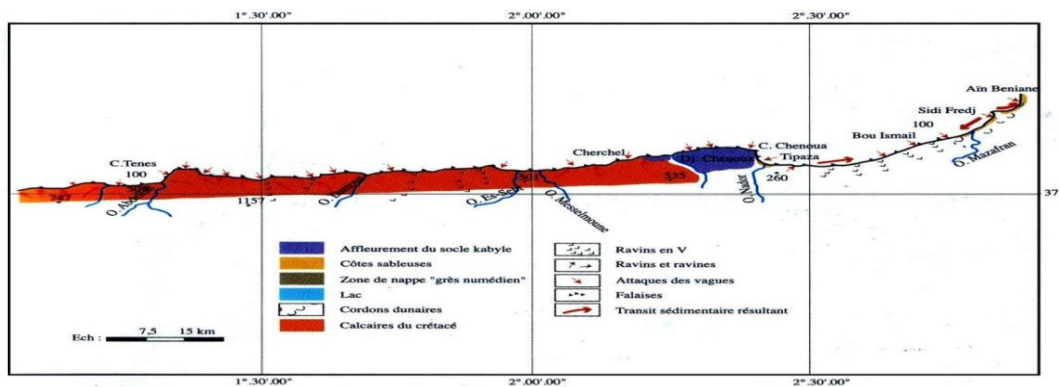 1°.30'.00"
2°.00'.00"
2°.30'.00"
Aïn Beniane
Sidi Fredj
100
Bou Ismail
O. Mazafran
C. Chenoua
Tipaza
260
Cherchel
Dj. Chenoua
O.Nador
335
C.Tenes
100
1157
O. Es-Sebt
O. Messelmoune
37
Affleurement du socle kabyle
Côtes sableuses
Zone de nappe "grès numédien"
Lac
Cordons dunaires
Calcaires du crétacé
Ravins en V
Ravins et ravines
Attaques des vagues
Falaises
Transit sédimentaire résultant
Ech :
7,5
15 km
1°.30'.00"
2°.00'.00"
2°.30'.00"